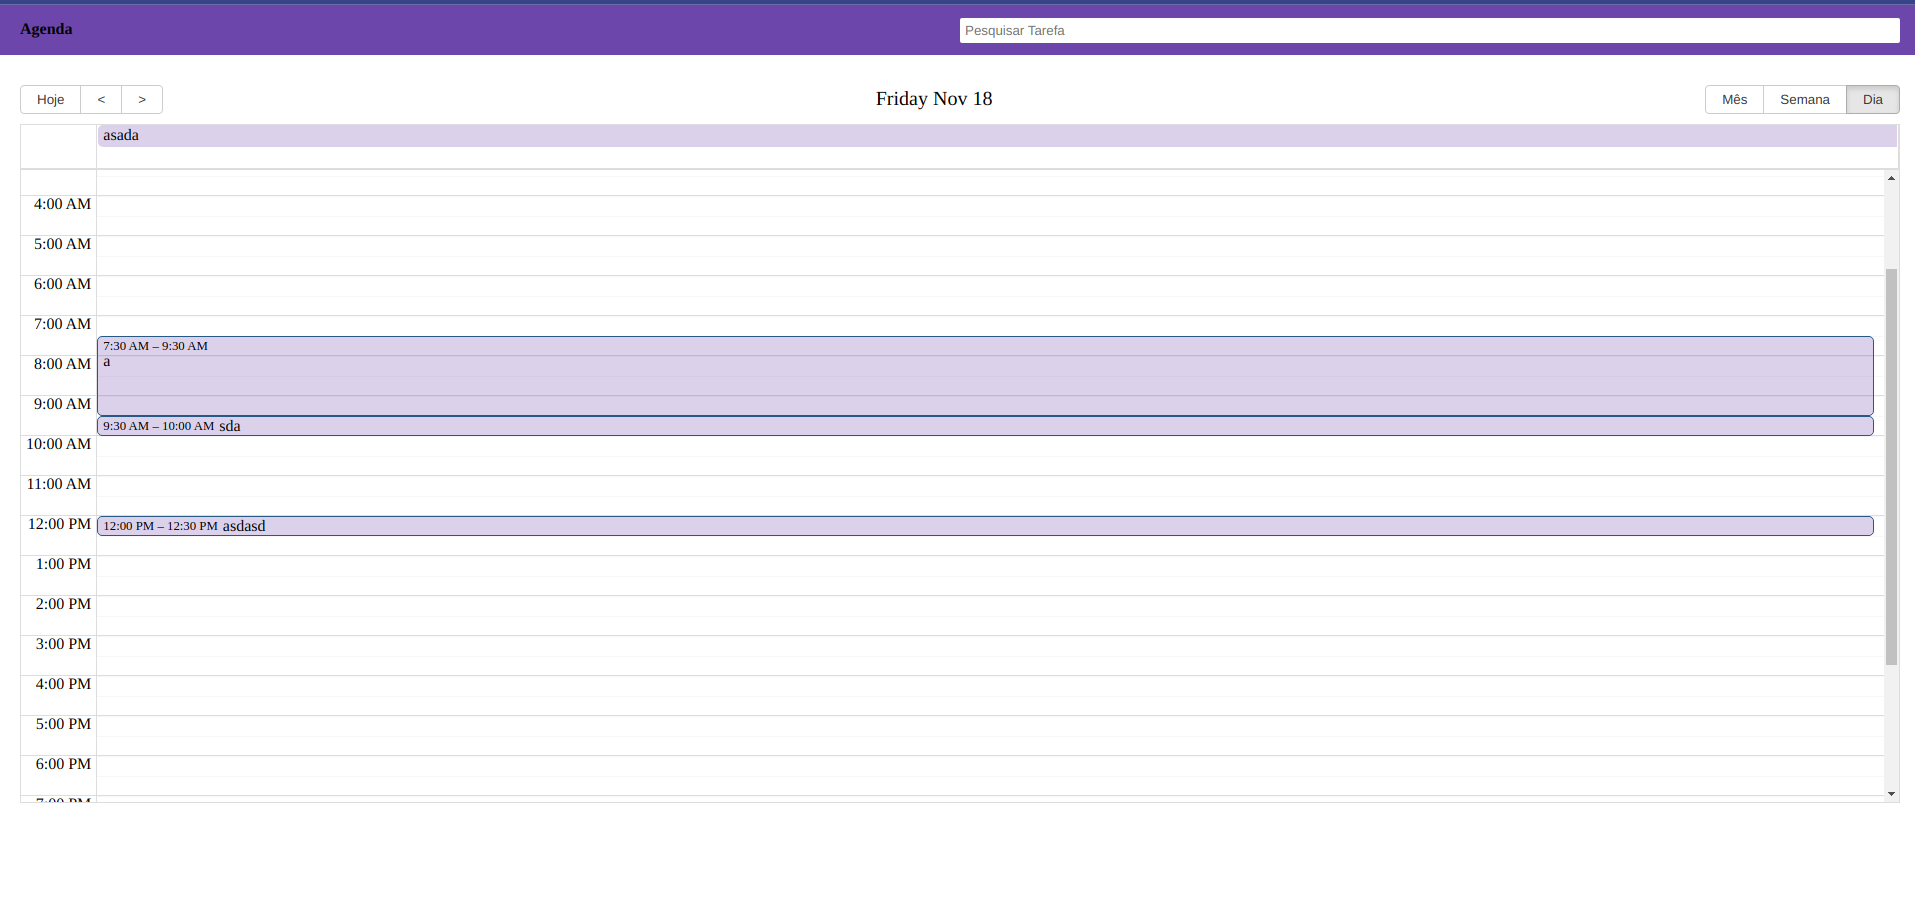 Agenda
Pesquisar Tarefa
Hoje < >
Friday Nov 18
Mês Semana Dia
asada
4:00 AM
5:00 AM
6:00 AM
7:00 AM
7:30 AM – 9:30 AM
a
8:00 AM
9:00 AM
9:30 AM – 10:00 AM sda
10:00 AM
11:00 AM
12:00 PM
12:00 PM – 12:30 PM asdasd
1:00 PM
2:00 PM
3:00 PM
4:00 PM
5:00 PM
6:00 PM
7:00 PM